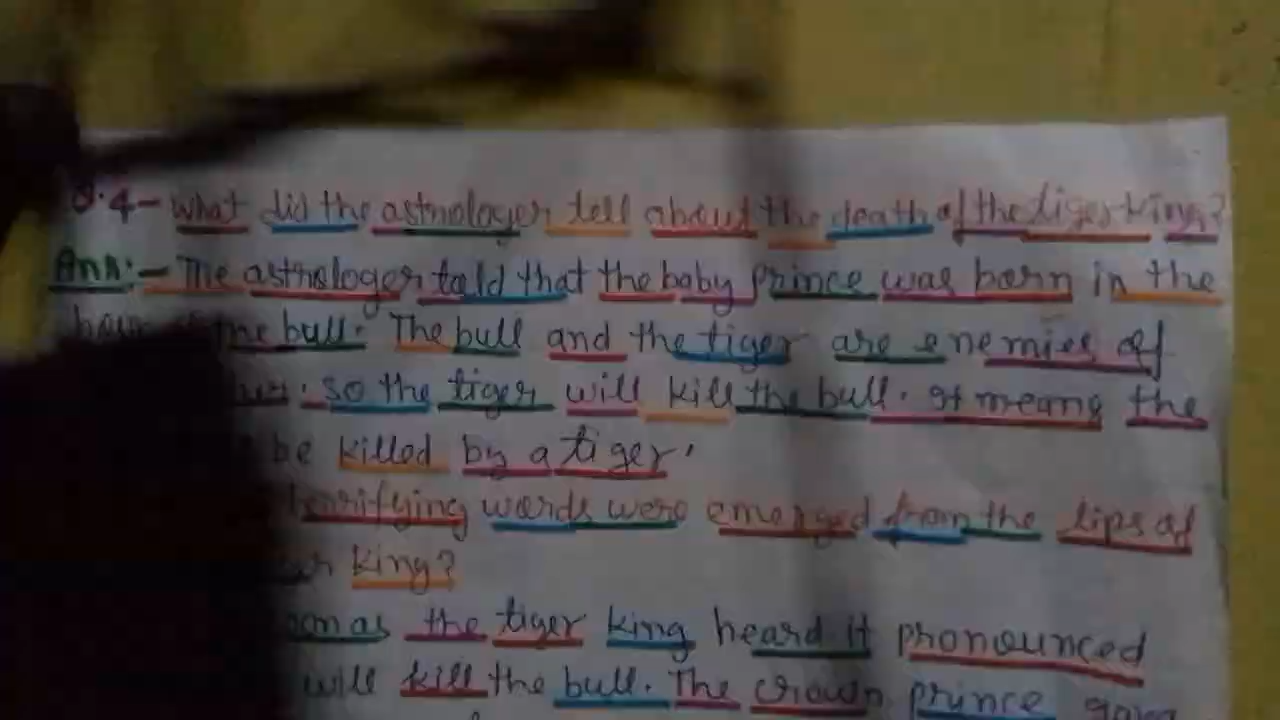 Q.4- What did the astrologer tell about the death of the tiger king?
Ans:- The astrologer told that the baby prince was born in the
the bull. The bull and the tiger are enemies of
so the tiger will kill the bull. It means the
be killed by a tiger.
terrifying words were emerged from the lips of
king?
as the tiger king heard it pronounced
will kill the bull. The crown prince